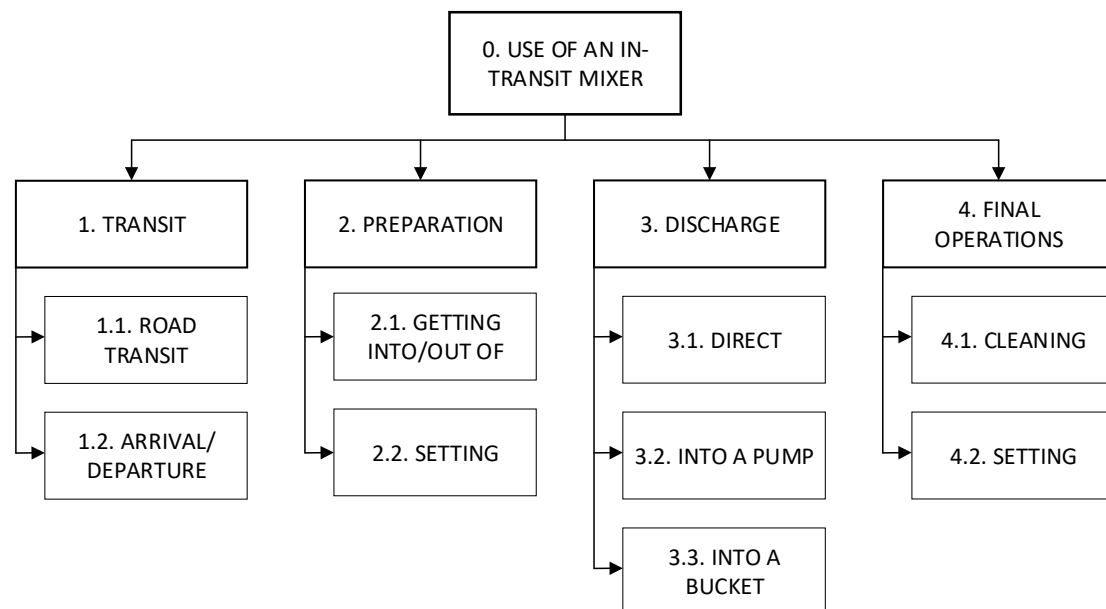 0. USE OF AN IN-
TRANSIT MIXER
1. TRANSIT
2. PREPARATION
3. DISCHARGE
4. FINAL
OPERATIONS
1.1. ROAD
TRANSIT
2.1. GETTING
INTO/OUT OF
3.1. DIRECT
4.1. CLEANING
1.2. ARRIVAL/
DEPARTURE
2.2. SETTING
3.2. INTO A PUMP
4.2. SETTING
3.3. INTO A
BUCKET